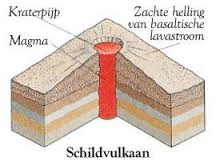 Kraterpijp
Magma
Zachte helling
van basaltische
lavastroom
Schildvulkaan